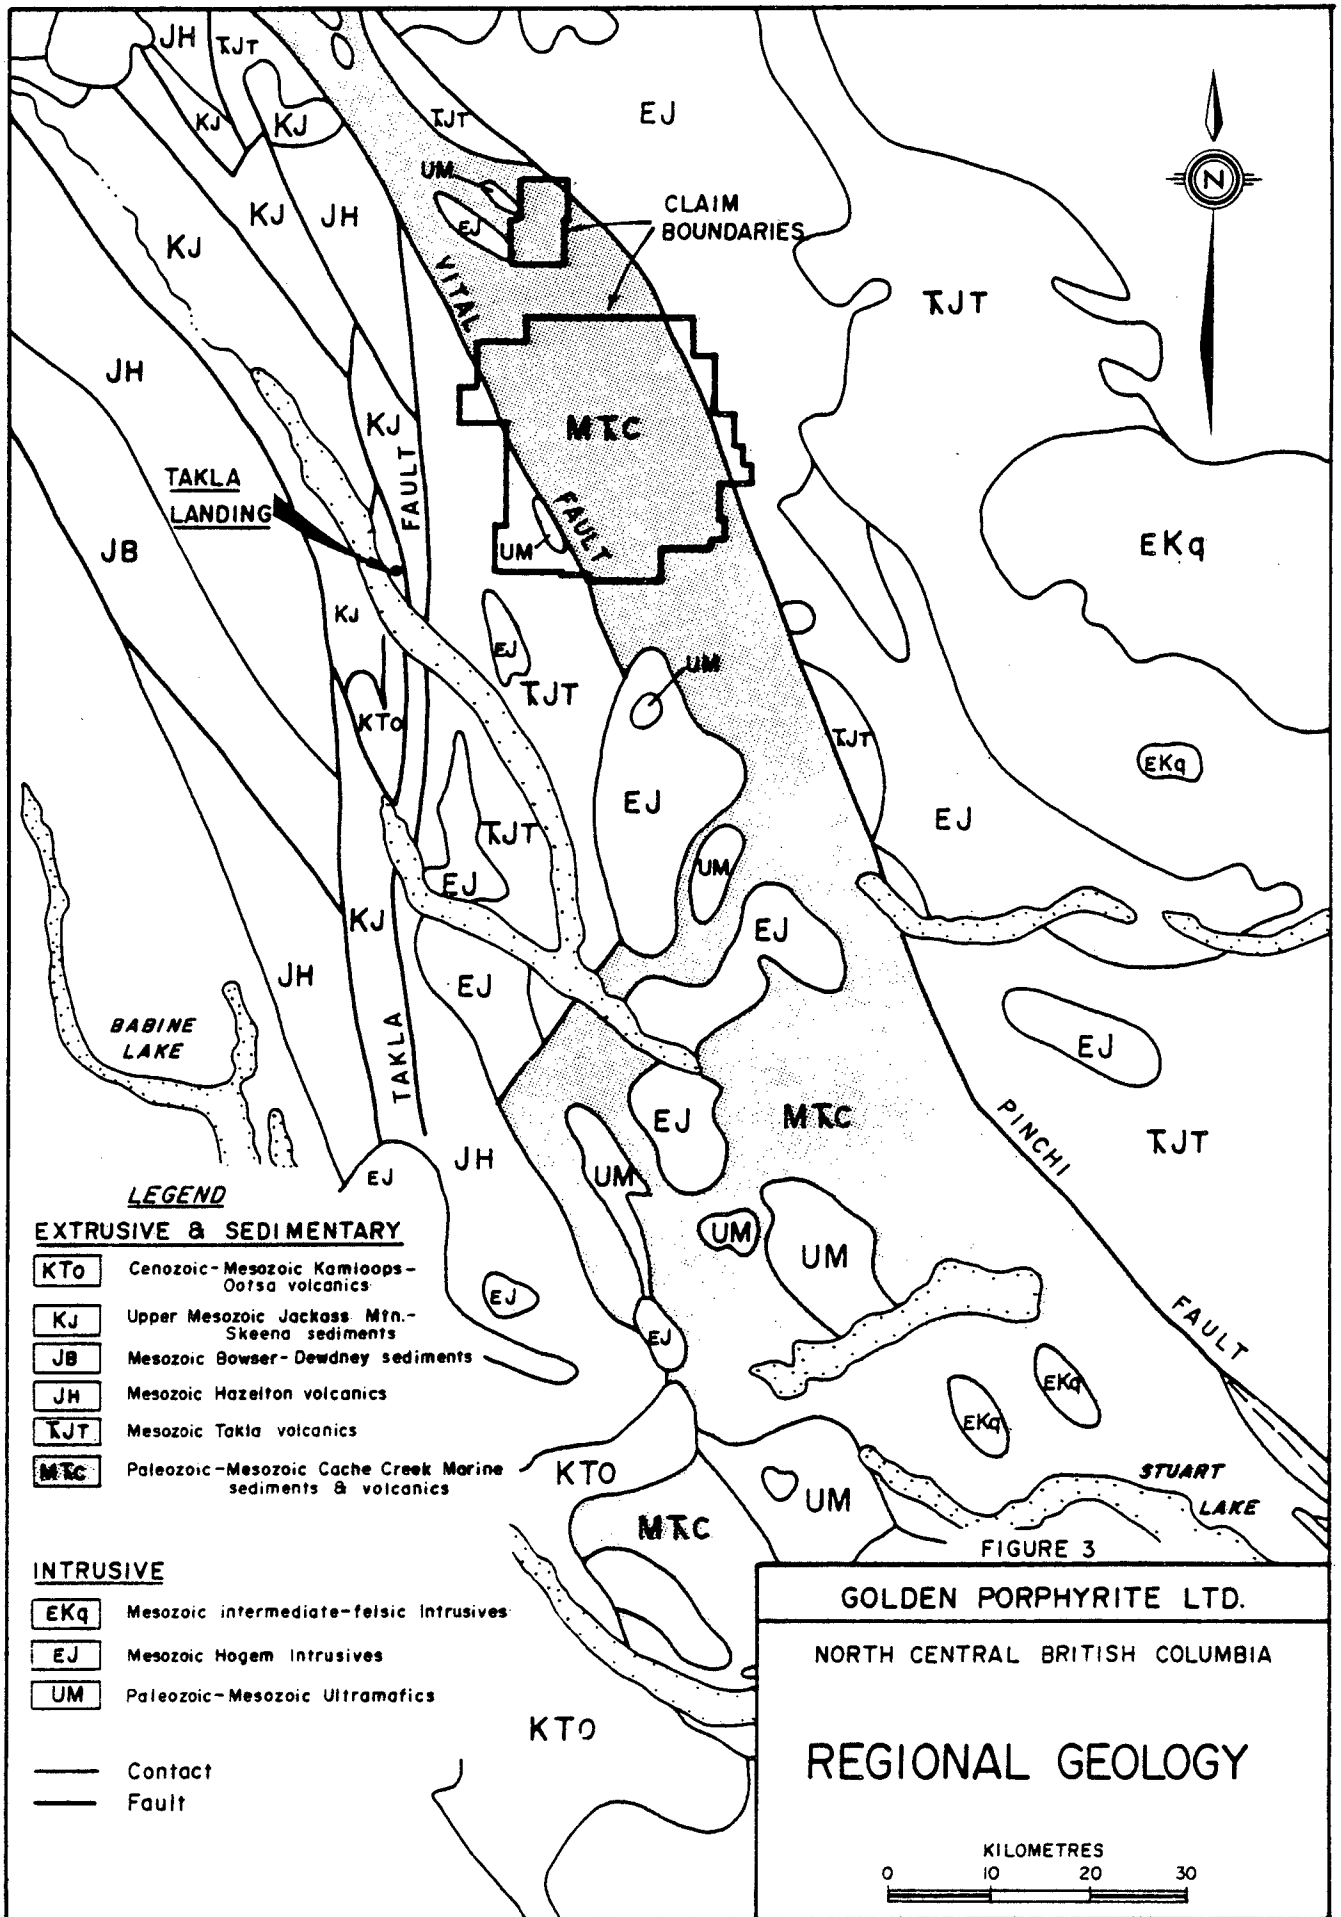 JH
TJT
KJ
KJ
EJ
TJT
UM
EJ
CLAIM
BOUNDARIES
N
KJ
JH
KJ
VITAL
TJT
JH
MTC
KJ
FAULT
TAKLA
LANDING
FAULT
JB
UM
EKq
KJ
EJ
UM
TJT
KTO
TJT
EKq
EJ
EJ
TJT
UM
EJ
KJ
EJ
JH
EJ
BABINE
LAKE
TAKLA
EJ
EJ
MTC
PINCHI
TJT
JH
EJ
UM
UM
UM
EJ
EJ
FAULT
EKq
EKq
KTO
UM
STUART
LAKE
MTC
KTO
LEGEND
EXTRUSIVE & SEDIMENTARY
KTO Cenozoic-Mesozoic Kamloops-
Ootsa volcanics
KJ Upper Mesozoic Jackass Mtn.-
Skeena sediments
JB Mesozoic Bowser-Dewdney sediments
JH Mesozoic Hazelton volcanics
TJT Mesozoic Takla volcanics
MTC Paleozoic-Mesozoic Cache Creek Marine
sediments & volcanics
INTRUSIVE
EKq Mesozoic intermediate-felsic Intrusives
EJ Mesozoic Hogem Intrusives
UM Paleozoic-Mesozoic Ultramafics
Contact
Fault
FIGURE 3
GOLDEN PORPHYRITE LTD.
NORTH CENTRAL BRITISH COLUMBIA
REGIONAL GEOLOGY
KILOMETRES
0 10 20 30